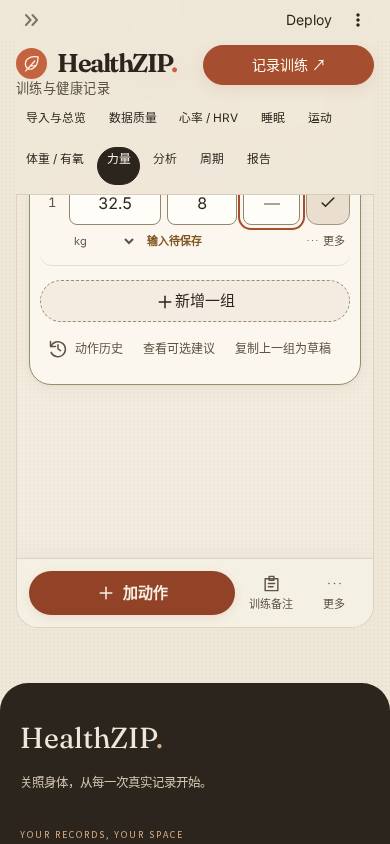 Deploy
HealthZIP.
记录训练 ↗
训练与健康记录
导入与总览 数据质量 心率 / HRV 睡眠 运动
体重 / 有氧 力量 分析 周期 报告
1 32.5 8 —
kg 输入待保存 ··· 更多
+新增一组
动作历史 查看可选建议 复制上一组为草稿
+ 加动作
训练备注
··· 更多
HealthZIP.
关照身体，从每一次真实记录开始。
YOUR RECORDS, YOUR SPACE